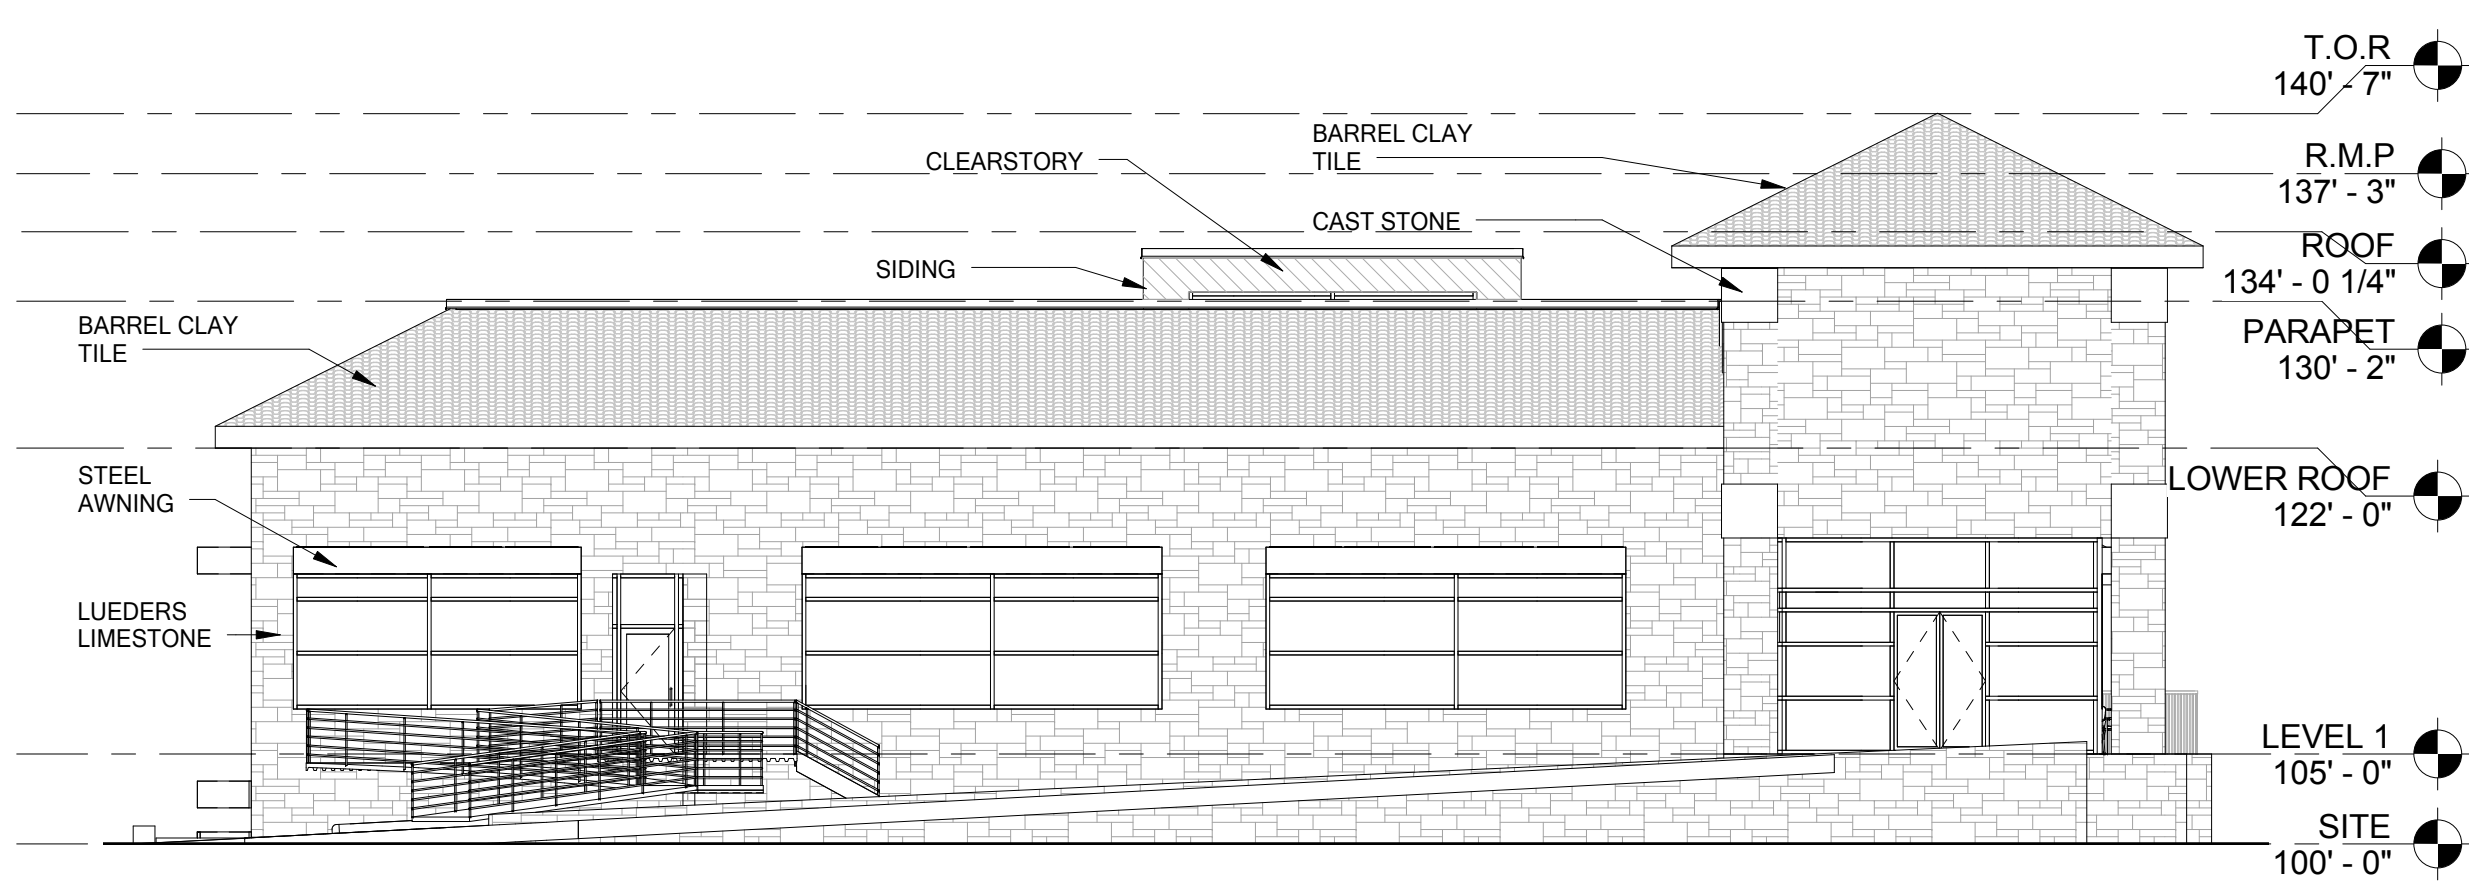 T.O.R
140' - 7"
BARREL CLAY
TILE
CLEARSTORY
R.M.P
137' - 3"
CAST STONE
ROOF
134' - 0 1/4"
SIDING
BARREL CLAY
TILE
PARAPET
130' - 2"
STEEL
AWNING
LOWER ROOF
122' - 0"
LUEDERS
LIMESTONE
LEVEL 1
105' - 0"
SITE
100' - 0"